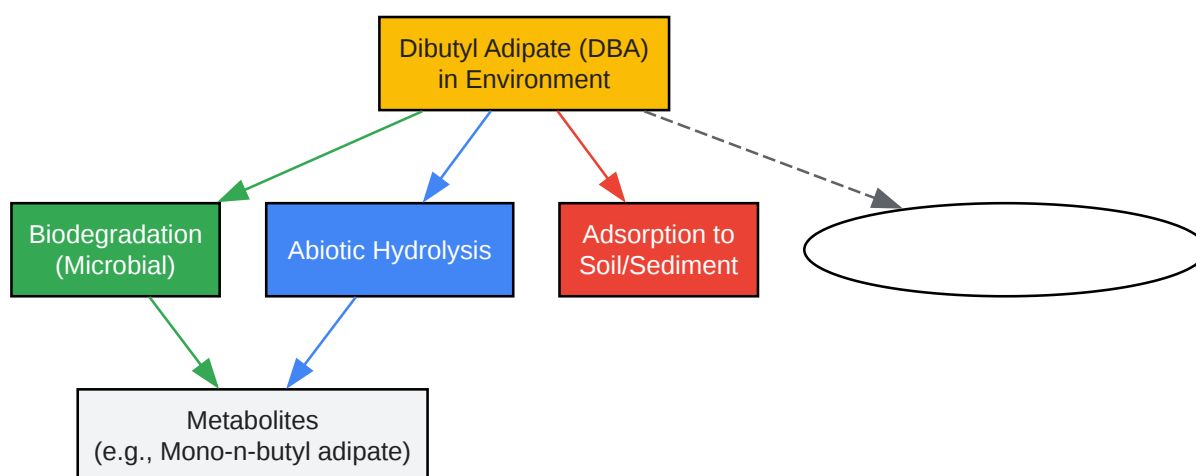 Dibutyl Adipate (DBA)
in Environment
Biodegradation
(Microbial)
Abiotic Hydrolysis
Adsorption to
Soil/Sediment
Metabolites
(e.g., Mono-n-butyl adipate)